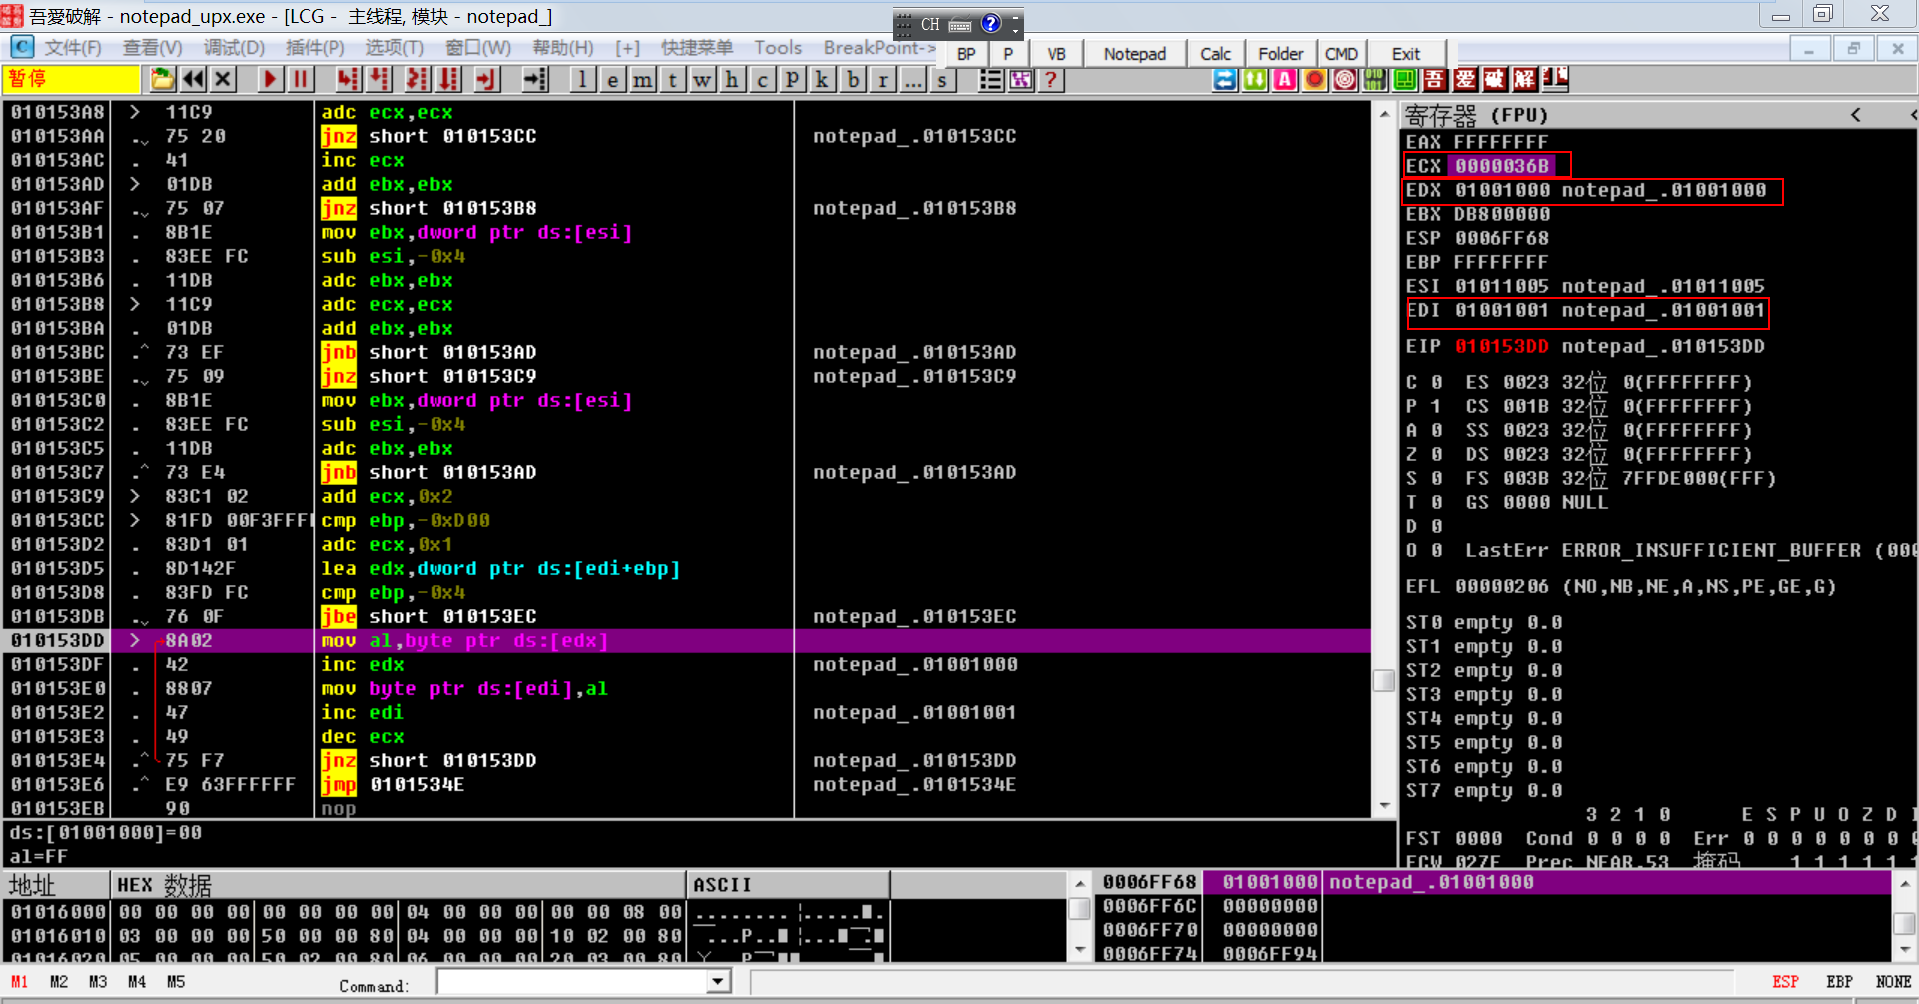 吾愛破解 - notepad_upx.exe - [LCG - 主线程, 模块 - notepad_]
CH
文件(F) 查看(V) 调试(D) 插件(P) 选项(T) 窗口(W) 帮助(H) [+] 快捷菜单 Tools BreakPoint->
BP P VB Notepad Calc Folder CMD Exit
暂停 l e m t w h c p k b r ... s ? 吾 爱 破 解
010153A8 > 11C9 adc ecx,ecx
010153AA . 75 20 jnz short 010153CC notepad_.010153CC
010153AC . 41 inc ecx
010153AD > 01DB add ebx,ebx
010153AF . 75 07 jnz short 010153B8 notepad_.010153B8
010153B1 . 8B1E mov ebx,dword ptr ds:[esi]
010153B3 . 83EE FC sub esi,-0x4
010153B6 . 11DB adc ebx,ebx
010153B8 > 11C9 adc ecx,ecx
010153BA . 01DB add ebx,ebx
010153BC .^ 73 EF jnb short 010153AD notepad_.010153AD
010153BE . 75 09 jnz short 010153C9 notepad_.010153C9
010153C0 . 8B1E mov ebx,dword ptr ds:[esi]
010153C2 . 83EE FC sub esi,-0x4
010153C5 . 11DB adc ebx,ebx
010153C7 .^ 73 E4 jnb short 010153AD notepad_.010153AD
010153C9 > 83C1 02 add ecx,0x2
010153CC > 81FD 00F3FFF cmp ebp,-0xD00
010153D2 . 83D1 01 adc ecx,0x1
010153D5 . 8D142F lea edx,dword ptr ds:[edi+ebp]
010153D8 . 83FD FC cmp ebp,-0x4
010153DB . 76 0F jbe short 010153EC notepad_.010153EC
010153DD > 8A02 mov al,byte ptr ds:[edx]
010153DF . 42 inc edx notepad_.01001000
010153E0 . 8807 mov byte ptr ds:[edi],al
010153E2 . 47 inc edi notepad_.01001001
010153E3 . 49 dec ecx
010153E4 .^ 75 F7 jnz short 010153DD notepad_.010153DD
010153E6 .^ E9 63FFFFFF jmp 0101534E notepad_.0101534E
010153EB 90 nop
ds:[01001000]=00
al=FF
寄存器 (FPU) < <
EAX FFFFFFFF
ECX 0000036B
EDX 01001000 notepad_.01001000
EBX DB800000
ESP 0006FF68
EBP FFFFFFFF
ESI 01011005 notepad_.01011005
EDI 01001001 notepad_.01001001
EIP 010153DD notepad_.010153DD
C 0 ES 0023 32位 0(FFFFFFFF)
P 1 CS 001B 32位 0(FFFFFFFF)
A 0 SS 0023 32位 0(FFFFFFFF)
Z 0 DS 0023 32位 0(FFFFFFFF)
S 0 FS 003B 32位 7FFDE000(FFF)
T 0 GS 0000 NULL
D 0
O 0 LastErr ERROR_INSUFFICIENT_BUFFER (000
EFL 00000206 (NO,NB,NE,A,NS,PE,GE,G)
ST0 empty 0.0
ST1 empty 0.0
ST2 empty 0.0
ST3 empty 0.0
ST4 empty 0.0
ST5 empty 0.0
ST6 empty 0.0
ST7 empty 0.0
3 2 1 0 E S P U O Z D I
FST 0000 Cond 0 0 0 0 Err 0 0 0 0 0 0 0 0
FCW 027F Prec NEAR,53 掩码 1 1 1 1 1 1
地址 HEX 数据 ASCII
01016000 00 00 00 00 00 00 00 00 04 00 00 00 00 00 08 00
01016010 03 00 00 00 50 00 00 80 04 00 00 00 10 02 00 80
01016020 05 00 00 00 50 02 00 80 06 00 00 00 20 03 00 80
0006FF68 01001000 notepad_.01001000
0006FF6C 00000000
0006FF70 00000000
0006FF74 0006FF94
M1 M2 M3 M4 M5 Command: ESP EBP NONE